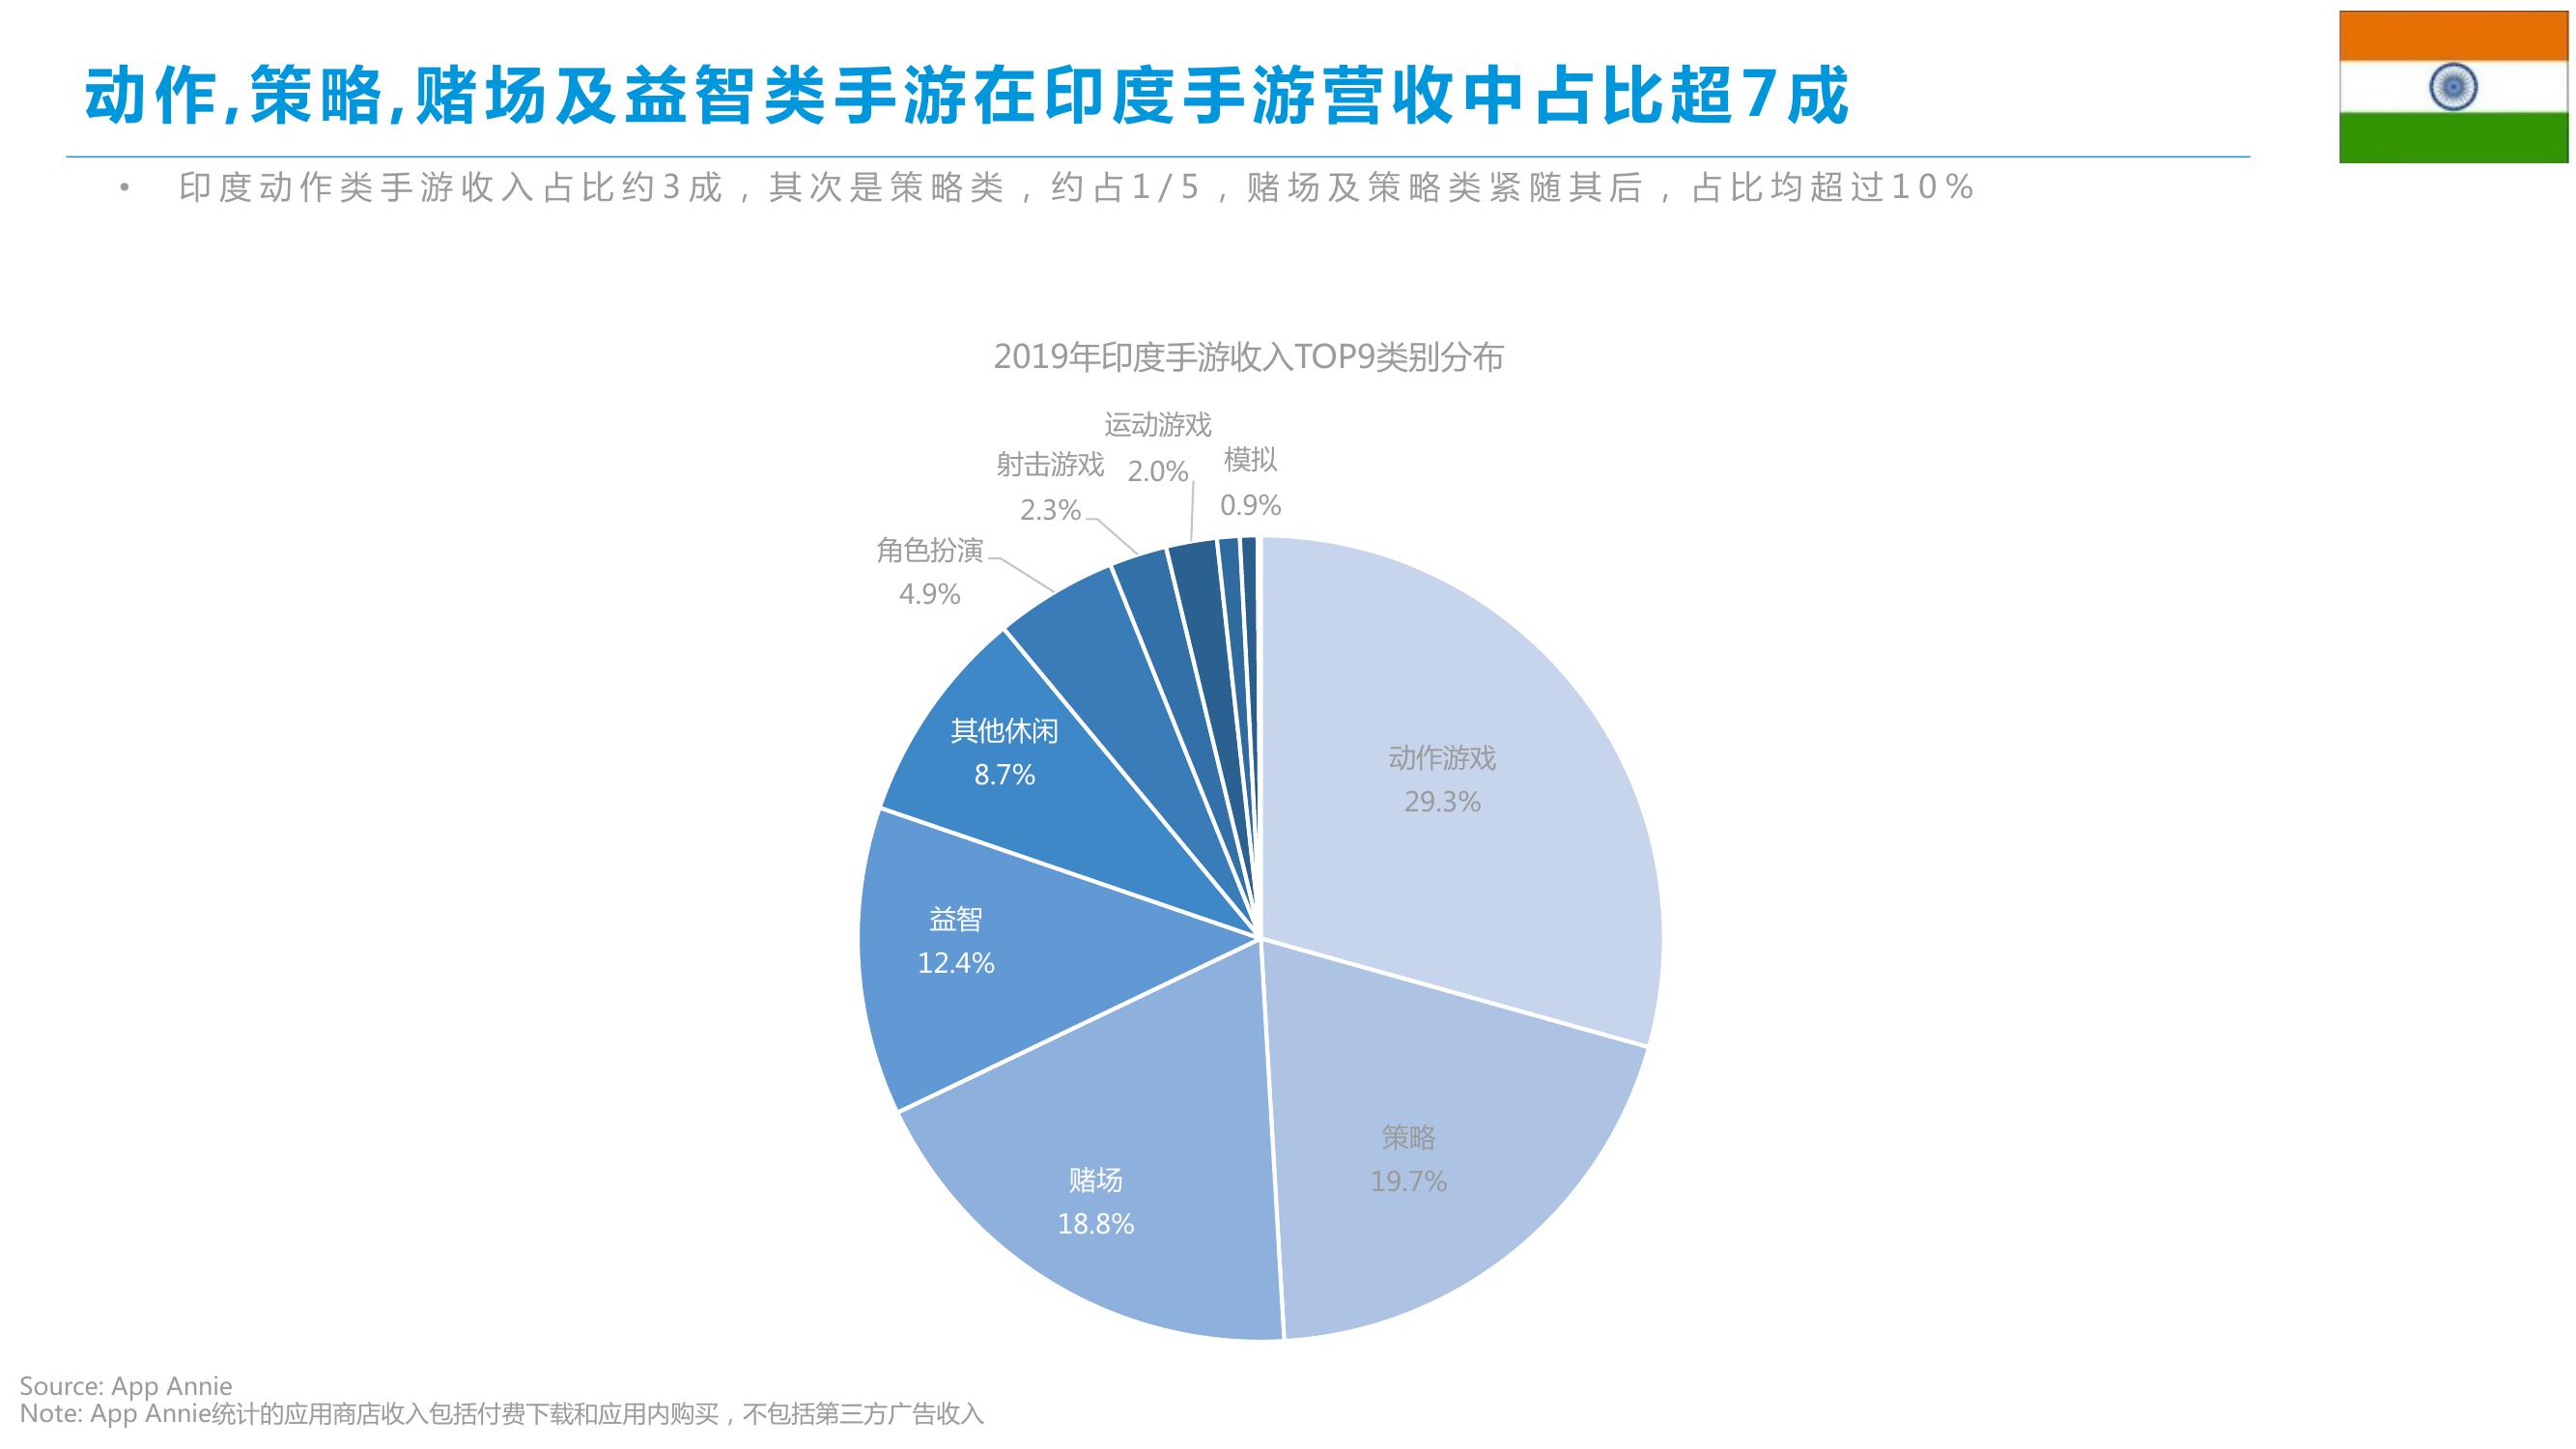 动作,策略,赌场及益智类手游在印度手游营收中占比超7成
• 印度动作类手游收入占比约3成，其次是策略类，约占1/5，赌场及策略类紧随其后，占比均超过10%
2019年印度手游收入TOP9类别分布
运动游戏
2.0%
模拟
0.9%
射击游戏
2.3%
角色扮演
4.9%
其他休闲
8.7%
动作游戏
29.3%
益智
12.4%
策略
19.7%
赌场
18.8%
Source: App Annie
Note: App Annie统计的应用商店收入包括付费下载和应用内购买，不包括第三方广告收入